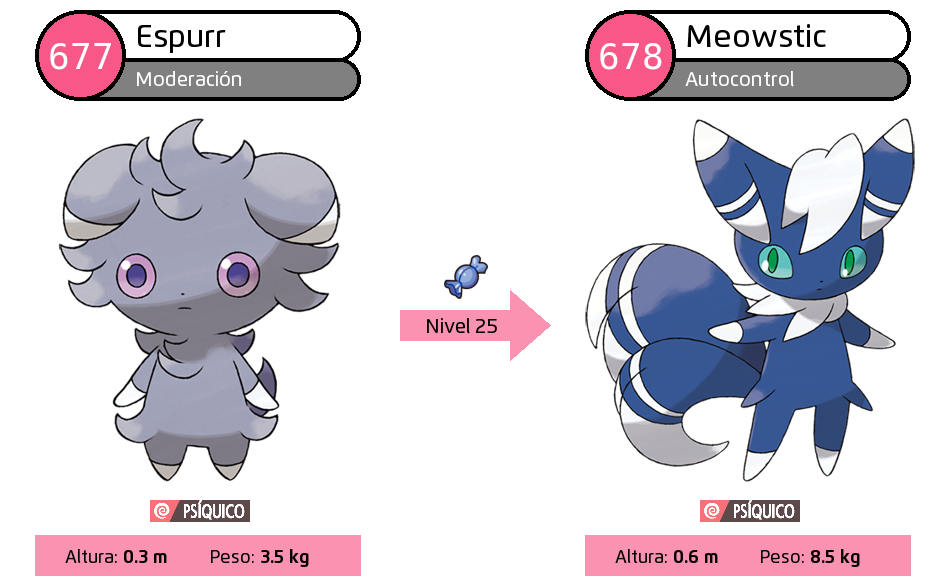 677
Espurr
Moderación
678
Meowstic
Autocontrol
Nivel 25
PSÍQUICO
PSÍQUICO
Altura: 0.3 m Peso: 3.5 kg
Altura: 0.6 m Peso: 8.5 kg